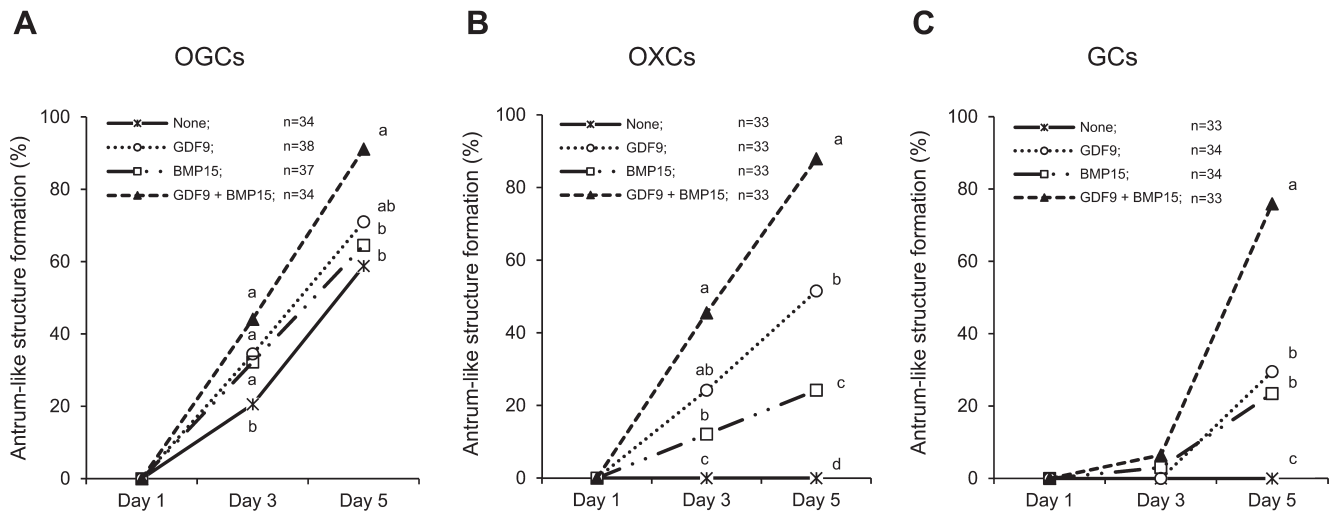 A
OGCs
Antrum-like structure formation (%)
100
80
60
40
20
0
None; n=34
GDF9; n=38
BMP15; n=37
GDF9 + BMP15; n=34
a
ab
b
b
a
a
a
b
Day 1 Day 3 Day 5
B
OXCs
Antrum-like structure formation (%)
100
80
60
40
20
0
None; n=33
GDF9; n=33
BMP15; n=33
GDF9 + BMP15; n=33
a
b
c
d
a
ab
b
c
Day 1 Day 3 Day 5
C
GCs
Antrum-like structure formation (%)
100
80
60
40
20
0
None; n=33
GDF9; n=34
BMP15; n=34
GDF9 + BMP15; n=33
a
b
b
c
Day 1 Day 3 Day 5